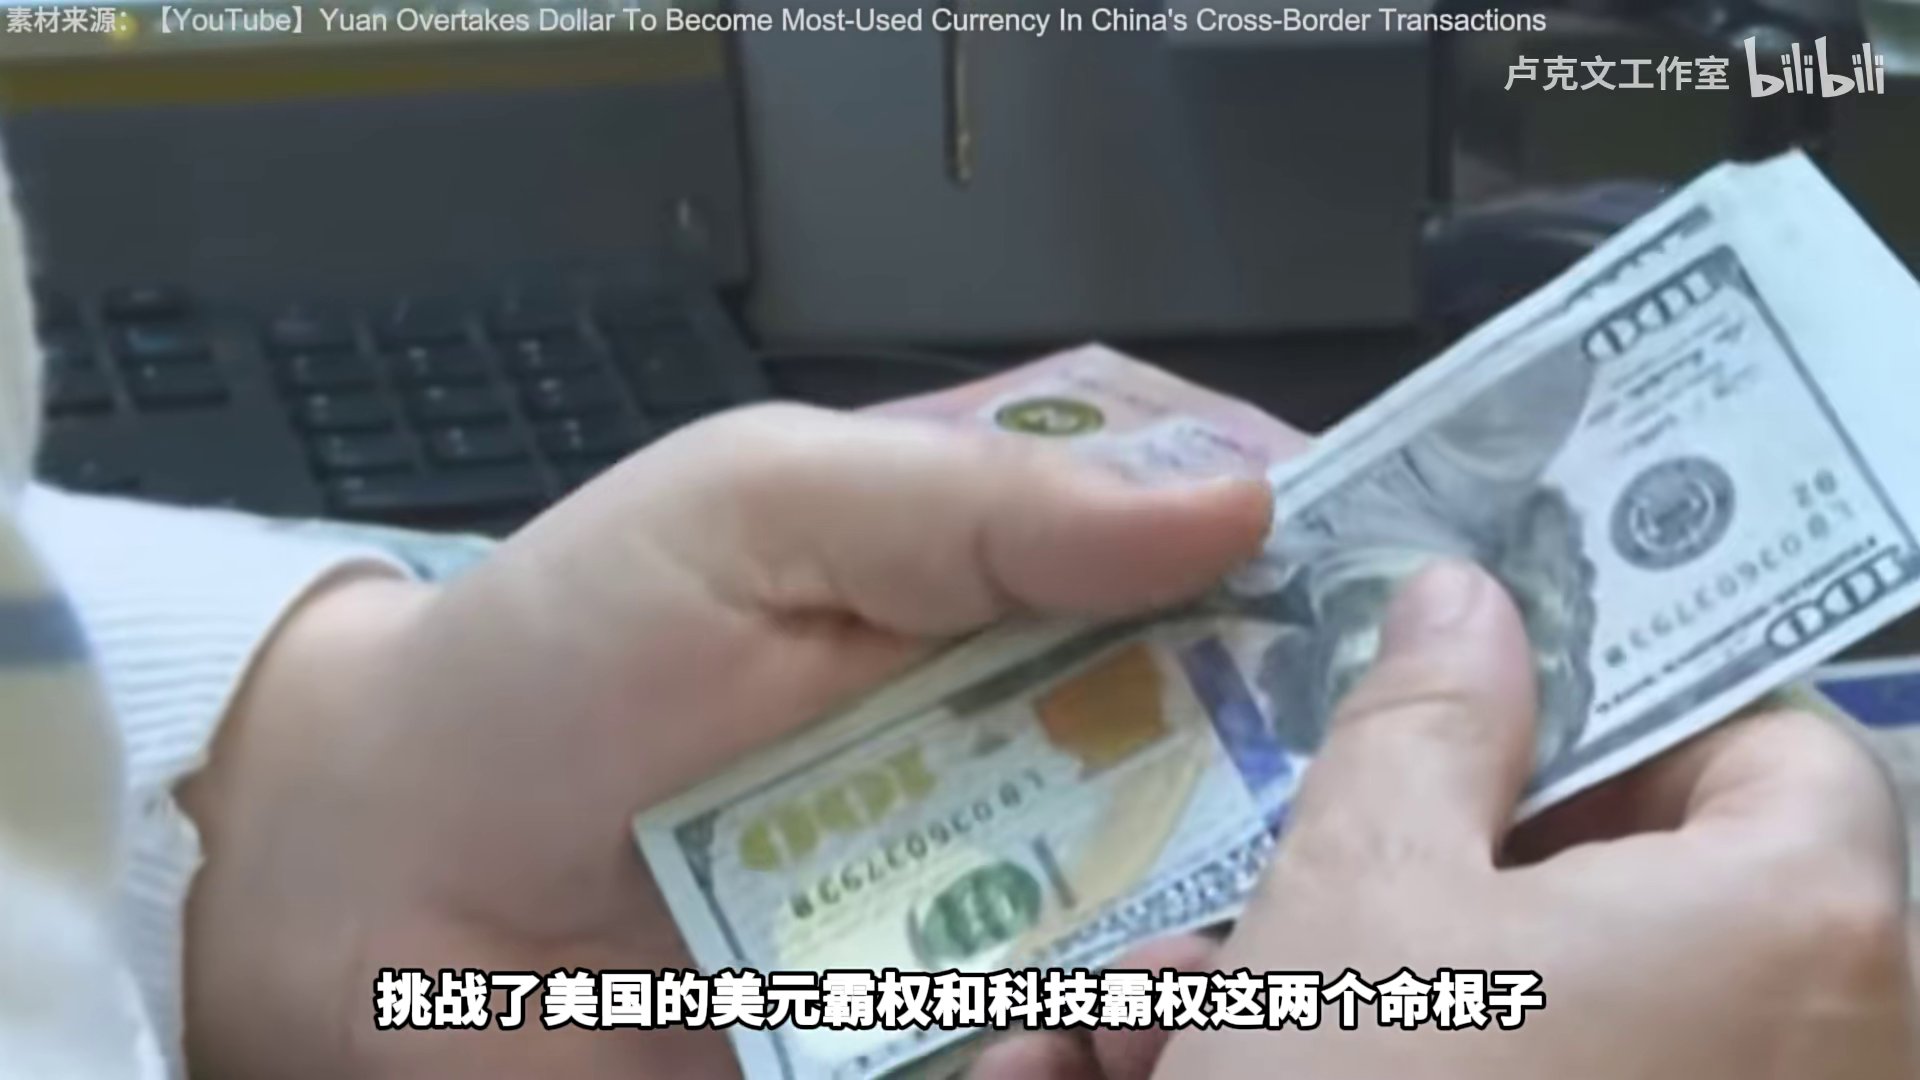 素材来源：【YouTube】Yuan Overtakes Dollar To Become Most-Used Currency In China's Cross-Border Transactions
卢克文工作室 bilibili
100
挑战了美国的美元霸权和科技霸权这两个命根子